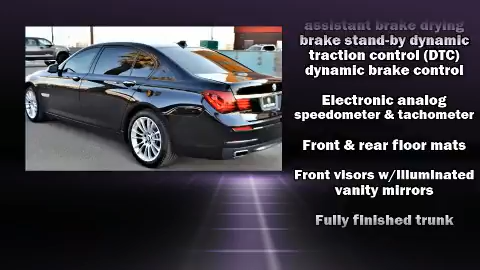 assistant brake drying
brake stand-by dynamic
traction control (DTC)
dynamic brake control
Electronic analog
speedometer & tachometer
Front & rear floor mats
Front visors w/illuminated
vanity mirrors
Fully finished trunk